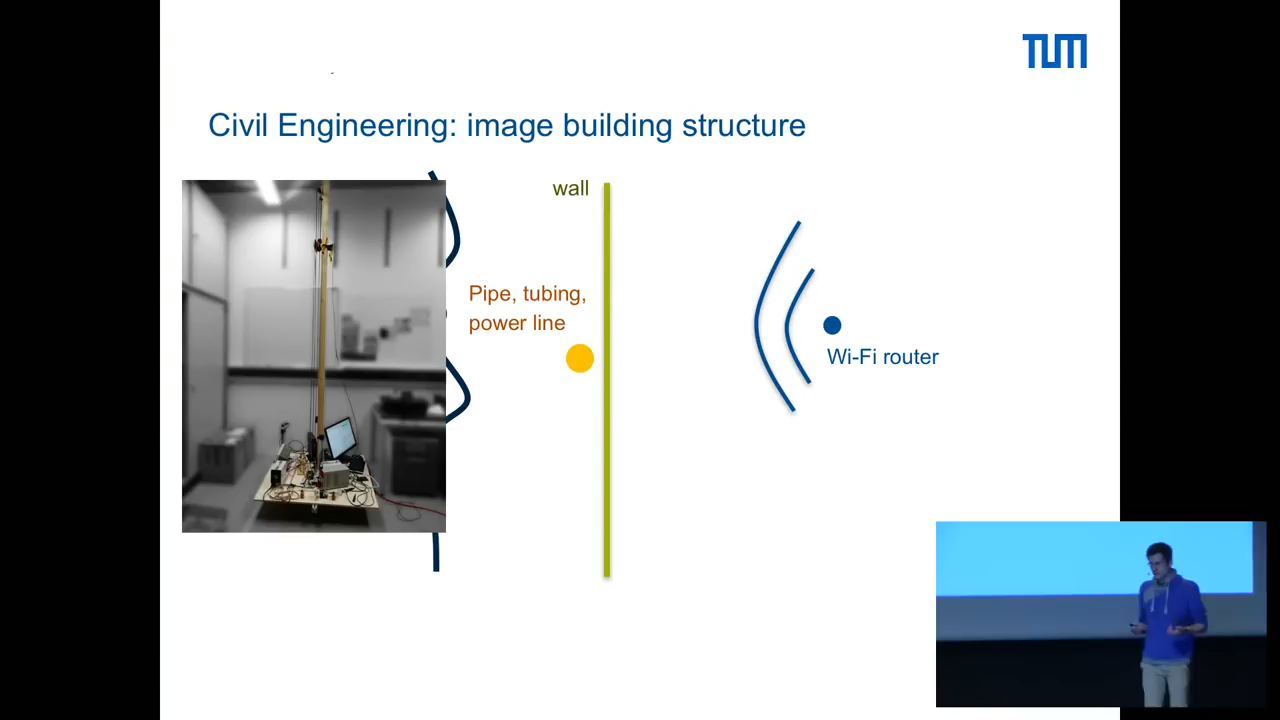 TUM
Civil Engineering: image building structure
wall
Pipe, tubing,
power line
Wi-Fi router